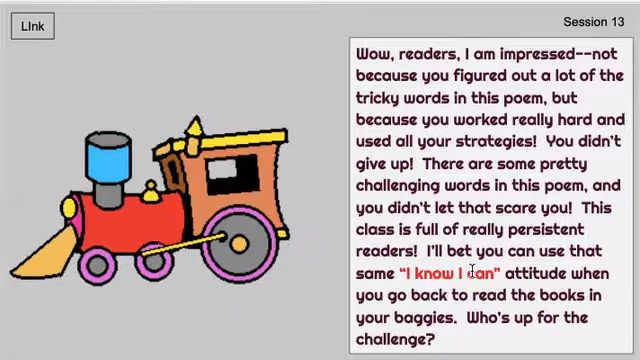 LInk
Session 13
Wow, readers, I am impressed--not
because you figured out a lot of the
tricky words in this poem, but
because you worked really hard and
used all your strategies!  You didn't
give up!  There are some pretty
challenging words in this poem, and
you didn't let that scare you!  This
class is full of really persistent
readers!  I'll bet you can use that
same “I know I can” attitude when
you go back to read the books in
your baggies.  Who's up for the
challenge?